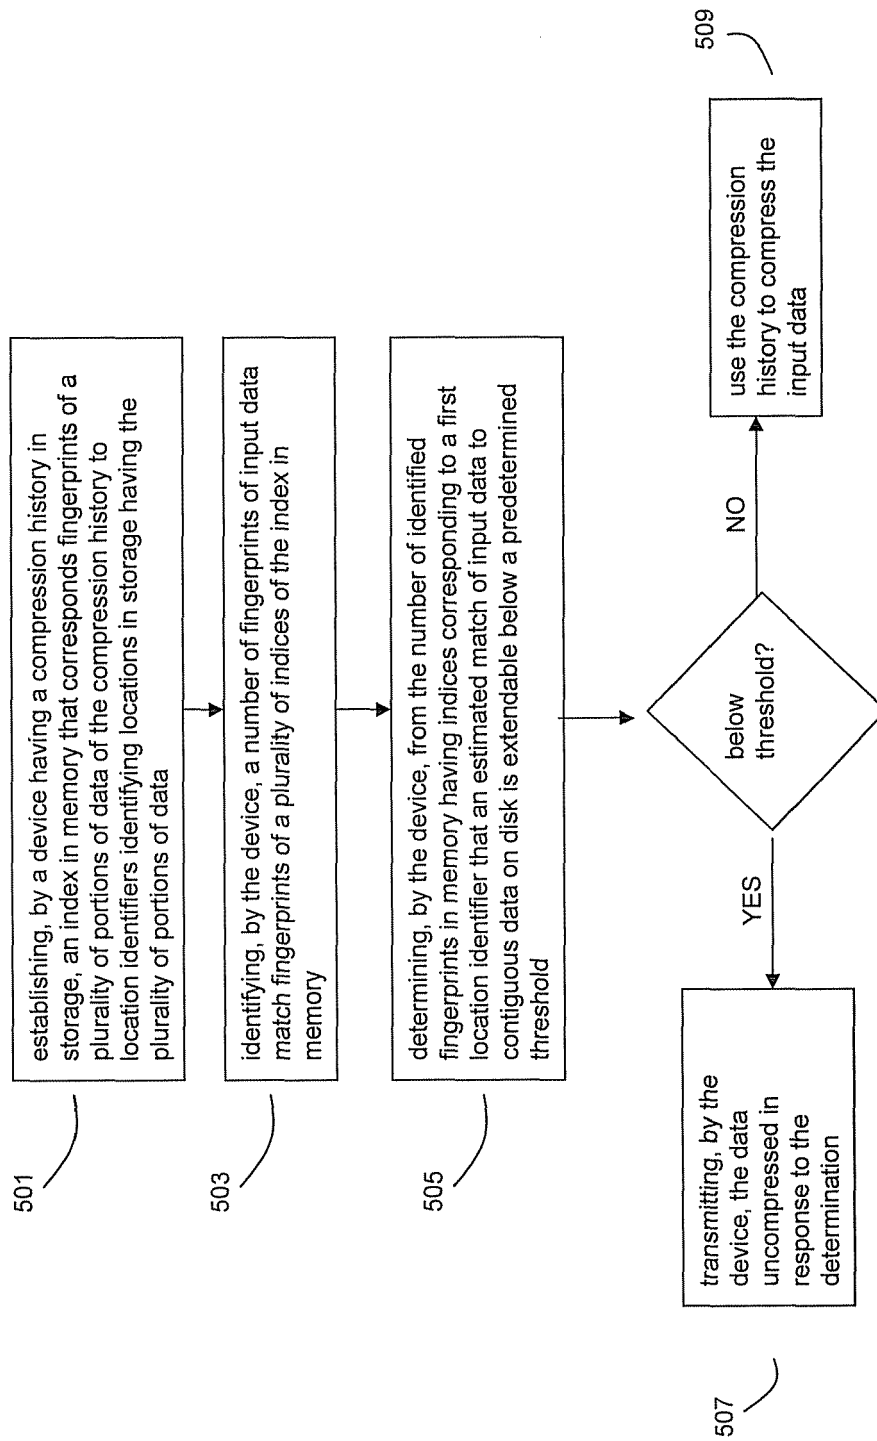 501
establishing, by a device having a compression history in
storage, an index in memory that corresponds fingerprints of a
plurality of portions of data of the compression history to
location identifiers identifying locations in storage having the
plurality of portions of data
503
identifying, by the device, a number of fingerprints of input data
match fingerprints of a plurality of indices of the index in
memory
505
determining, by the device, from the number of identified
fingerprints in memory having indices corresponding to a first
location identifier that an estimated match of input data to
contiguous data on disk is extendable below a predetermined
threshold
below
threshold?
YES
NO
507
transmitting, by the
device, the data
uncompressed in
response to the
determination
509
use the compression
history to compress the
input data